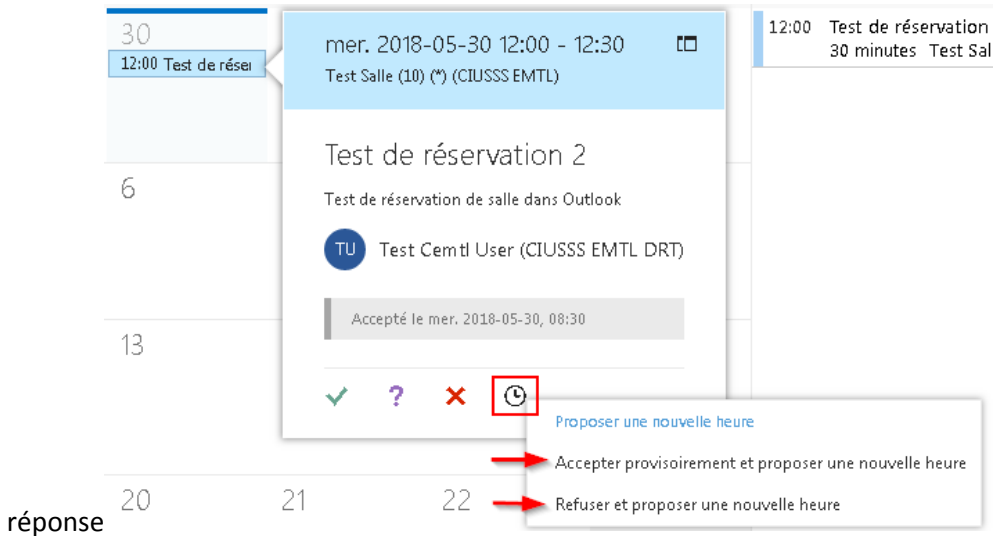 30
12:00 Test de rése
mer. 2018-05-30 12:00 - 12:30
Test Salle (10) (*) (CIUSSS EMTL)
12:00 Test de réservation
30 minutes Test Sal
Test de réservation 2
6
Test de réservation de salle dans Outlook
TU Test Cemtl User (CIUSSS EMTL DRT)
Accepté le mer. 2018-05-30, 08:30
13
?
Proposer une nouvelle heure
Accepter provisoirement et proposer une nouvelle heure
20 21 22
Refuser et proposer une nouvelle heure
réponse